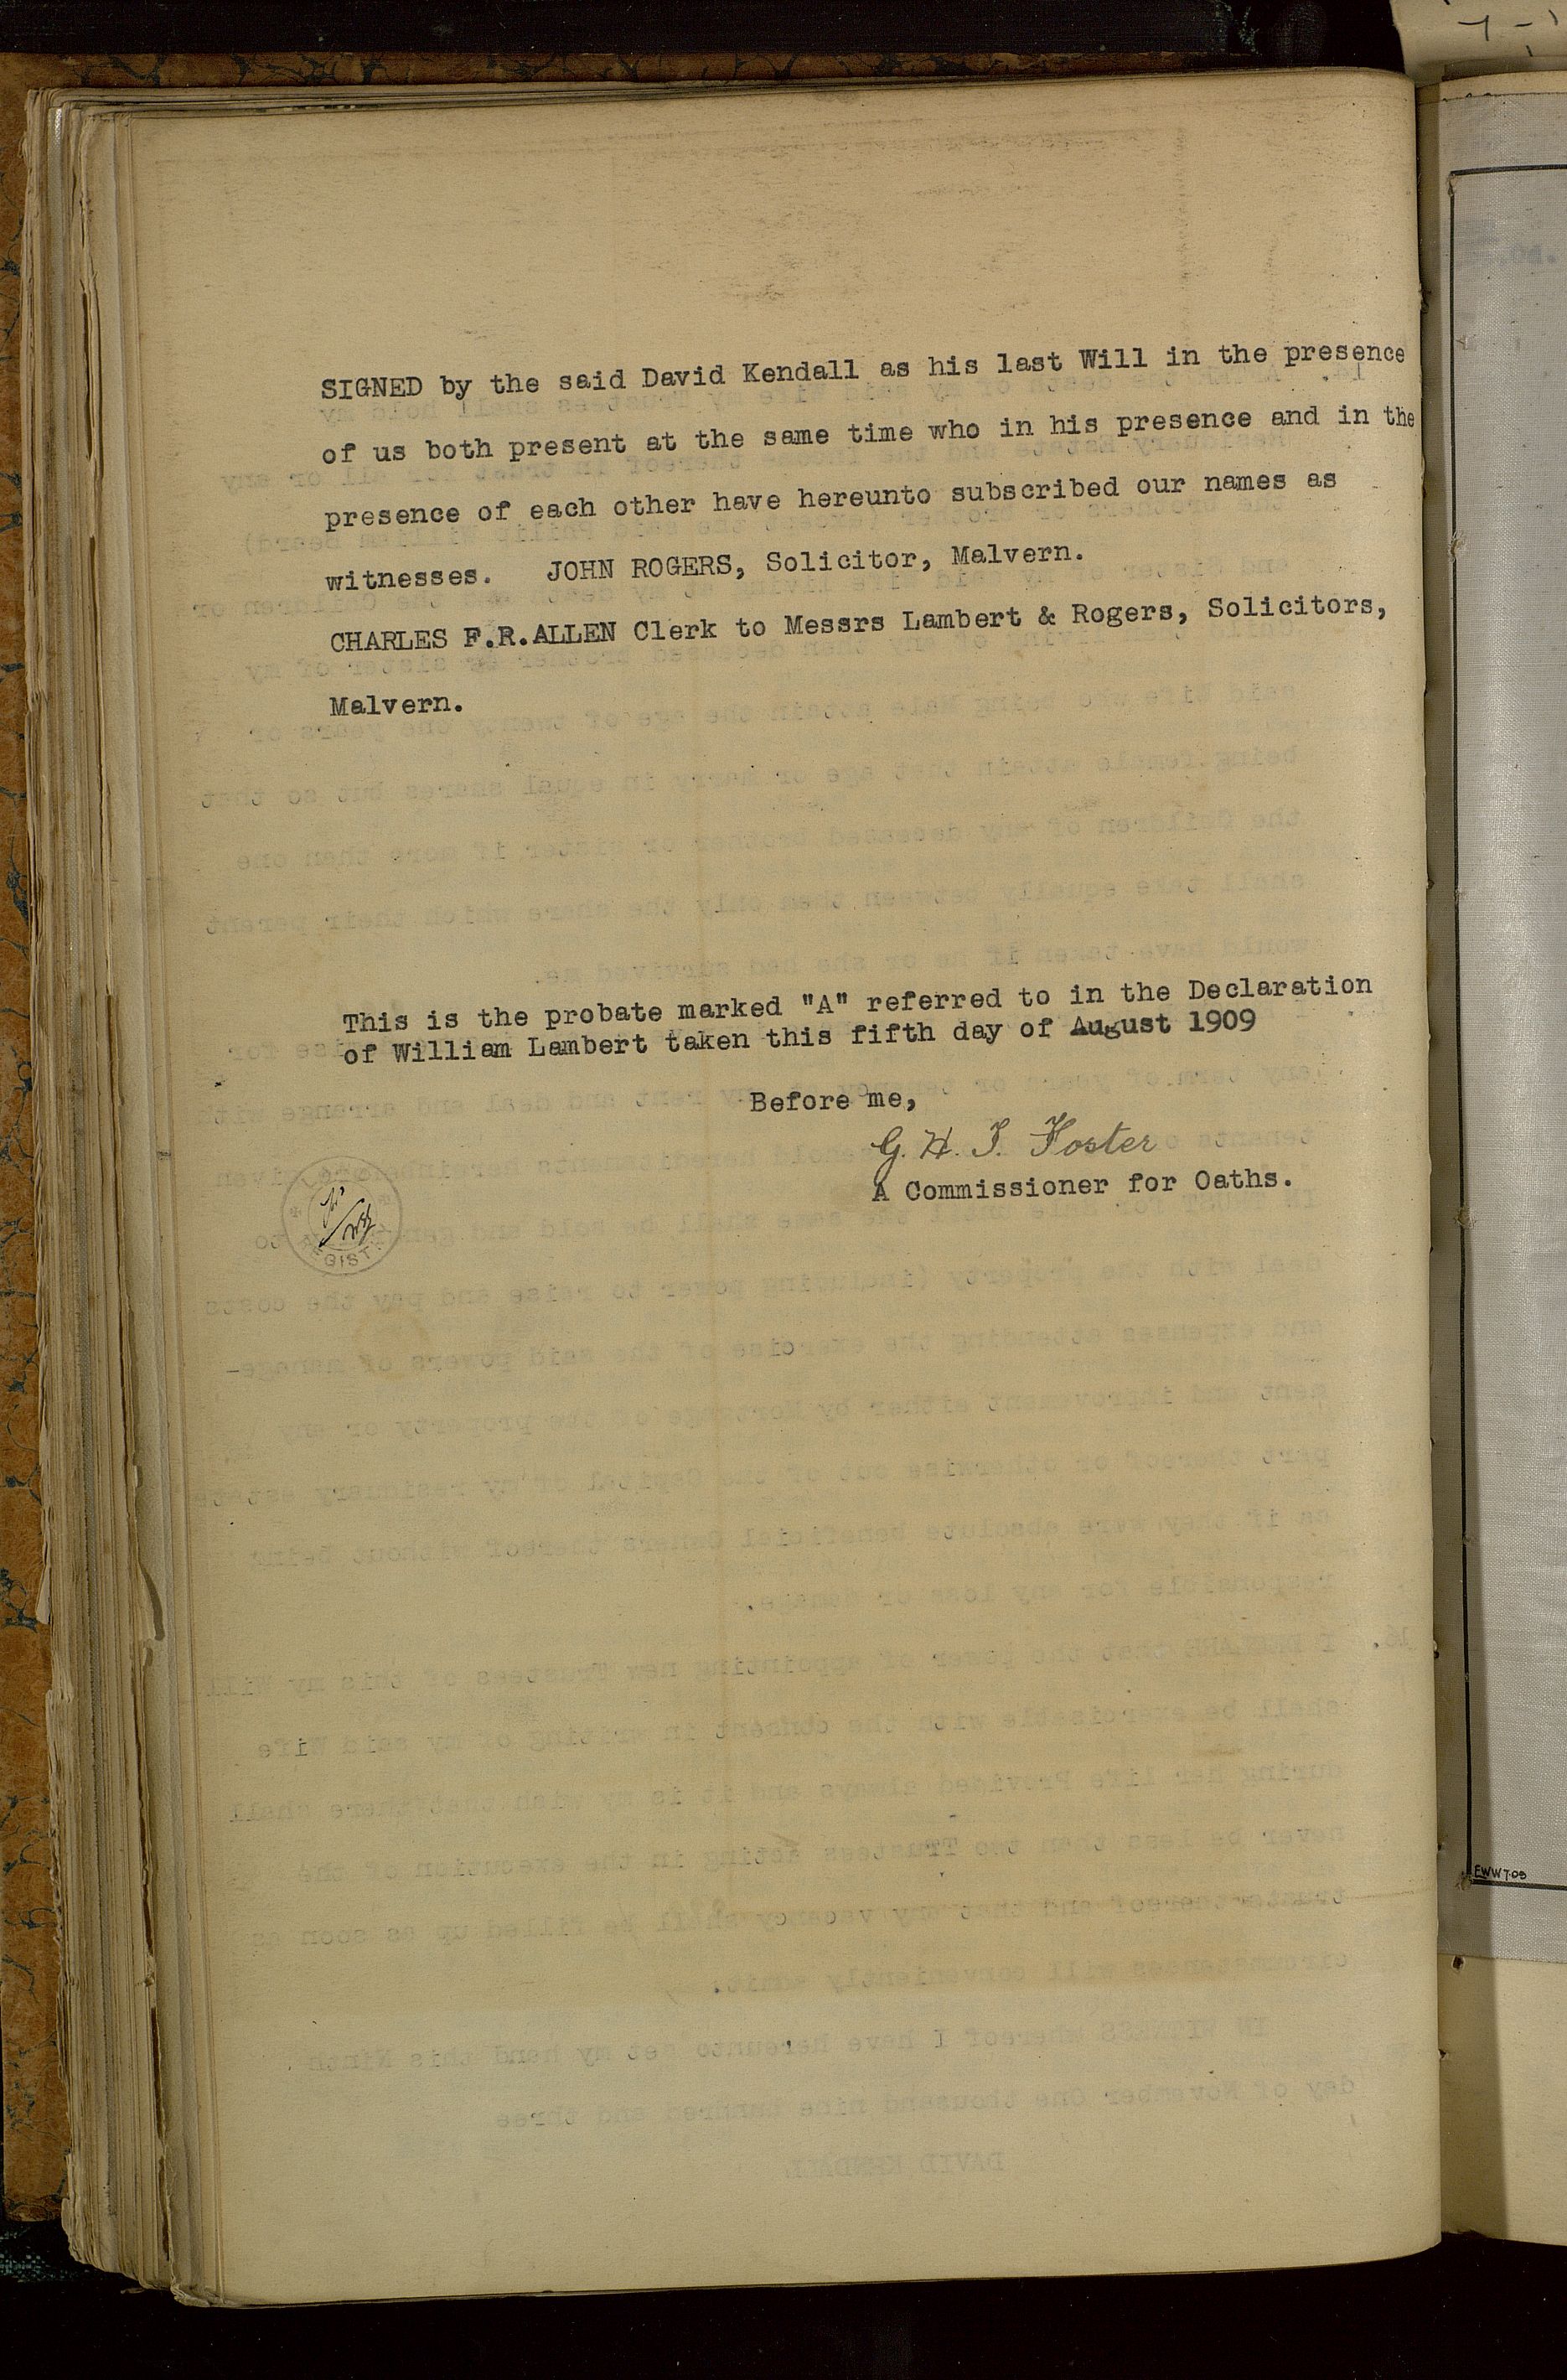 SIGNED by the said David Kendall as his last Will in the presence
of us both present at the same time who in his presence and in the
presence of each other have hereunto subscribed our names as
witnesses. JOHN ROGERS, Solicitor, Malvern.
CHARLES F.R.ALLEN Clerk to Messrs Lambert & Rogers, Solicitors,
Malvern.
This is the probate marked "A" referred to in the Declaration
of William Lambert taken this fifth day of August 1909
Before me,
G. H. T. Foster
A Commissioner for Oaths.
EWW 7·09